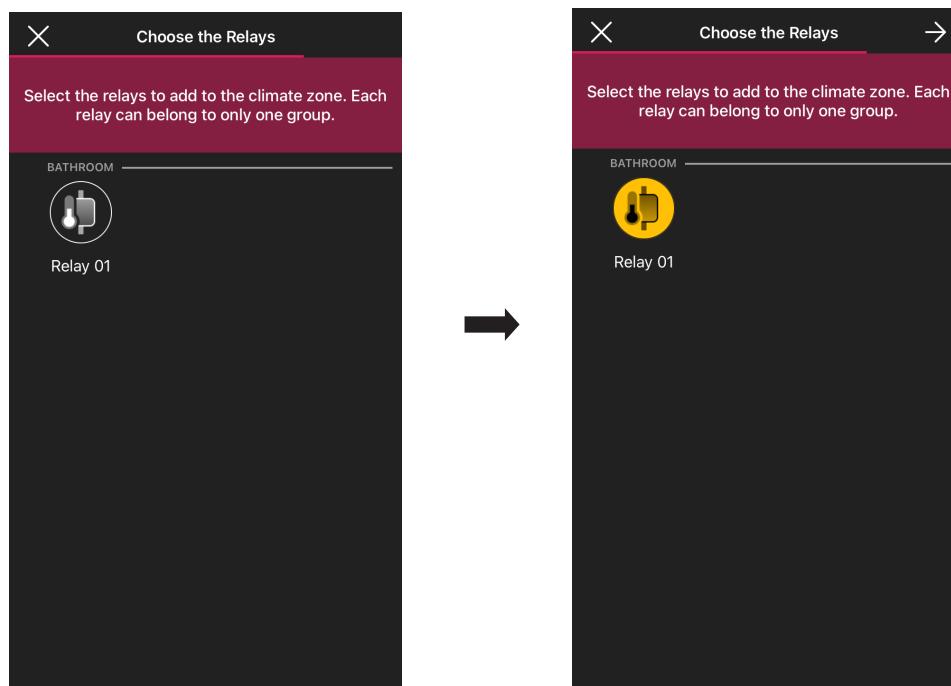 Choose the Relays
Select the relays to add to the climate zone. Each
relay can belong to only one group.
BATHROOM
Relay 01
Choose the Relays
Select the relays to add to the climate zone. Each
relay can belong to only one group.
BATHROOM
Relay 01